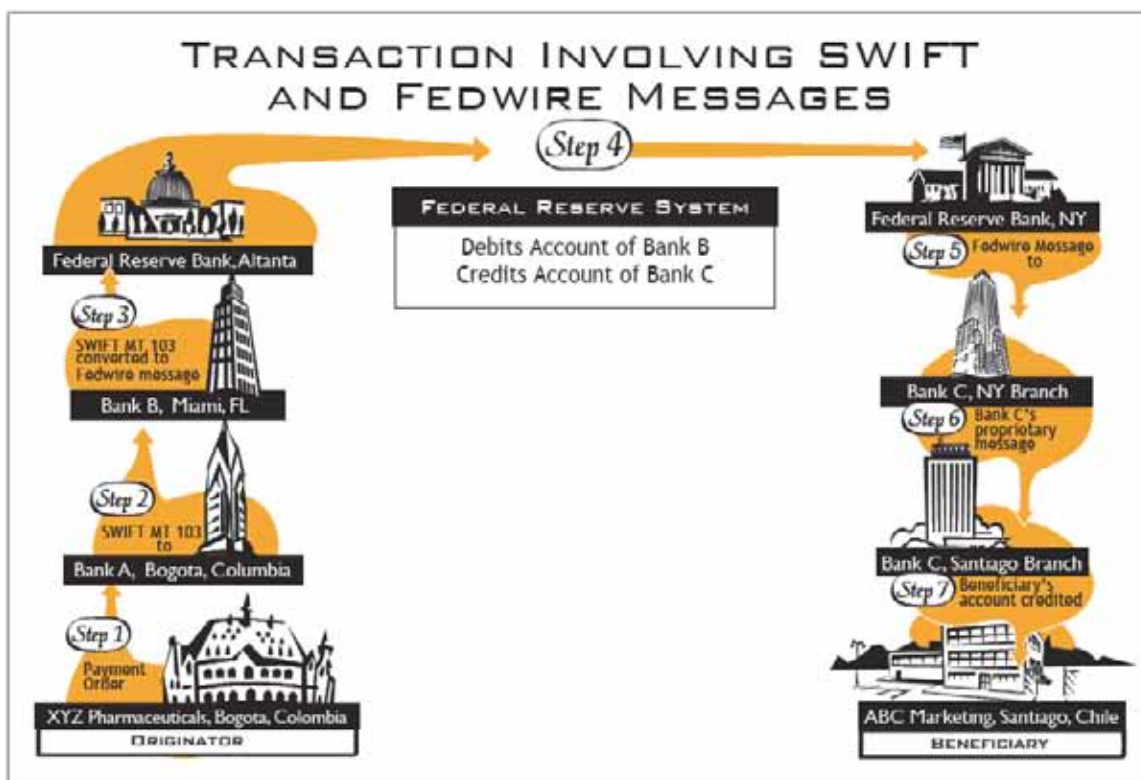 TRANSACTION INVOLVING SWIFT
AND FEDWIRE MESSAGES
Step 4
FEDERAL RESERVE SYSTEM
Debits Account of Bank B
Credits Account of Bank C
Federal Reserve Bank, Altanta
Step 3
SWIFT MT 103
converted to
Fedwire message
Bank B, Miami, FL
Step 2
SWIFT MT 103
to
Bank A, Bogota, Columbia
Step 1
Payment
Order
XYZ Pharmaceuticals, Bogota, Colombia
ORIGINATOR
Federal Reserve Bank, NY
Step 5
Fedwire Message
to
Bank C, NY Branch
Step 6
Bank C's
proprietary
message
Bank C, Santiago Branch
Step 7
Beneficiary's
account credited
ABC Marketing, Santiago, Chile
BENEFICIARY